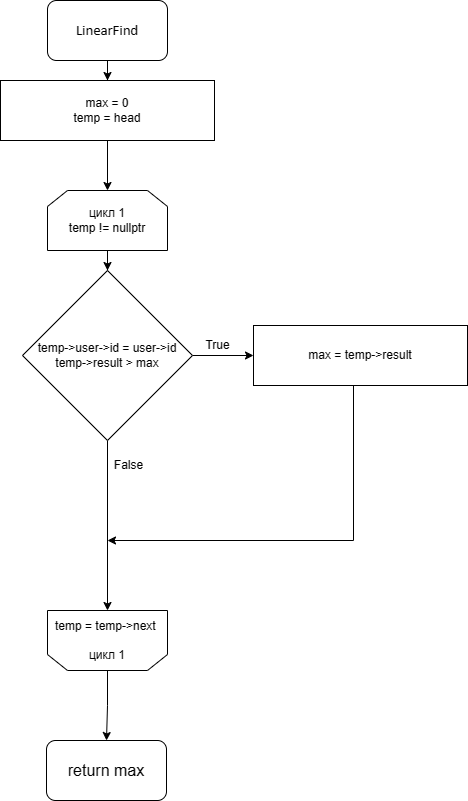 LinearFind
max = 0
temp = head
цикл 1
temp != nullptr
temp->user->id = user->id
temp->result > max
True
max = temp->result
False
temp = temp->next
цикл 1
return max